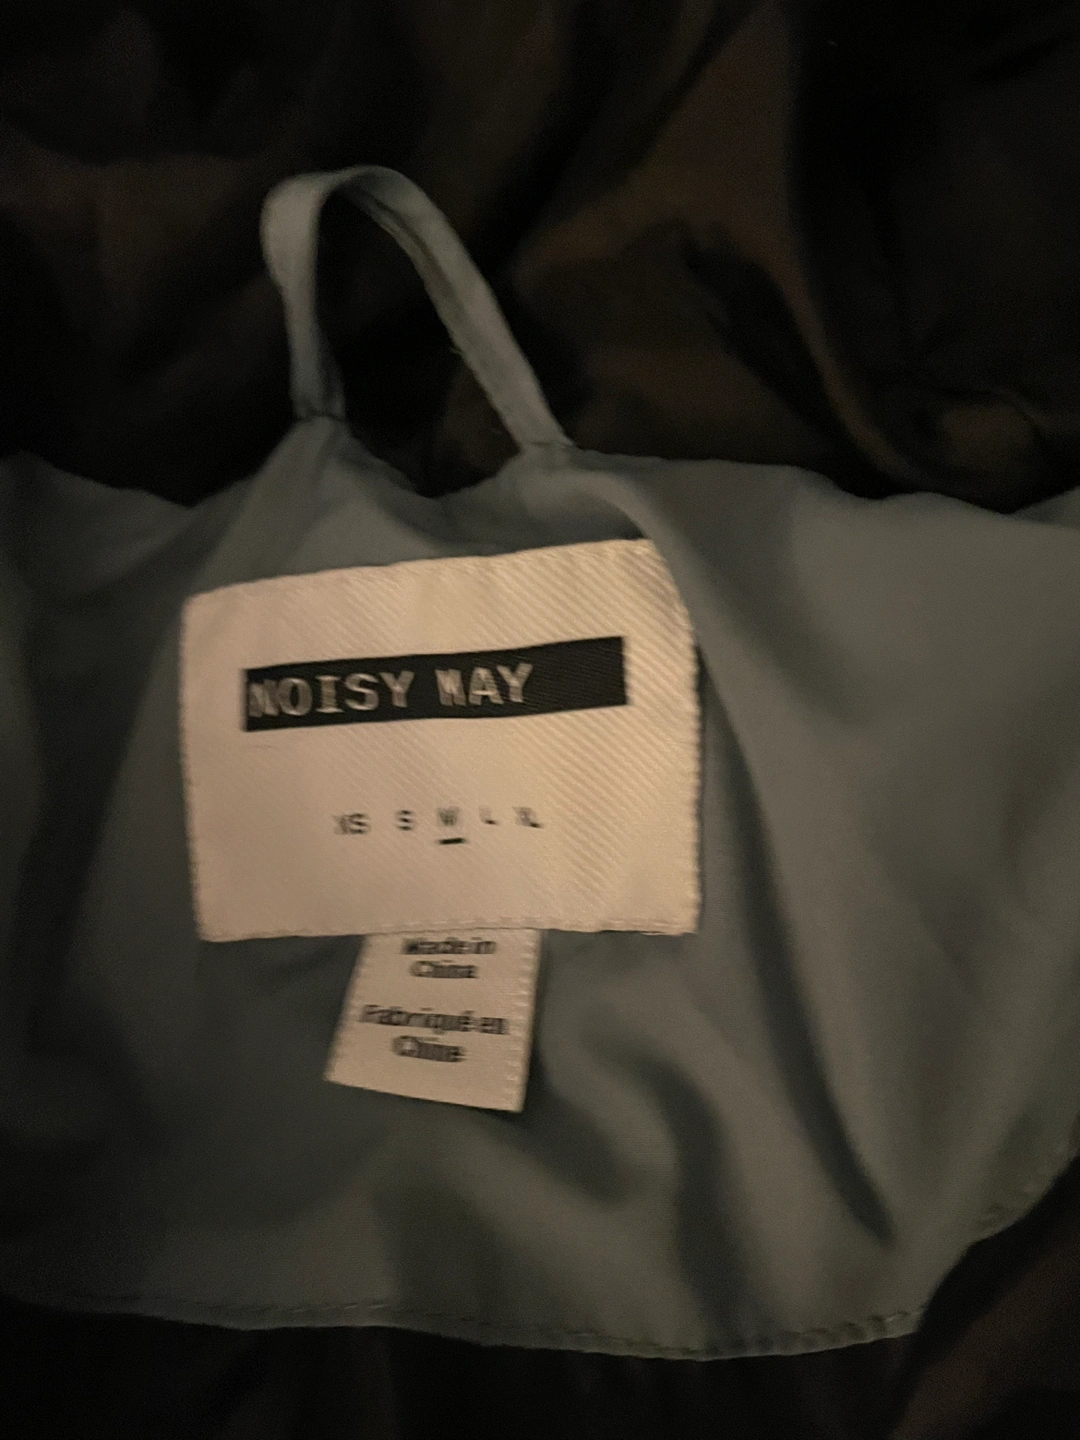 NOISY MAY
XS S M L XL
Made in
China
Fabriqué en
Chine